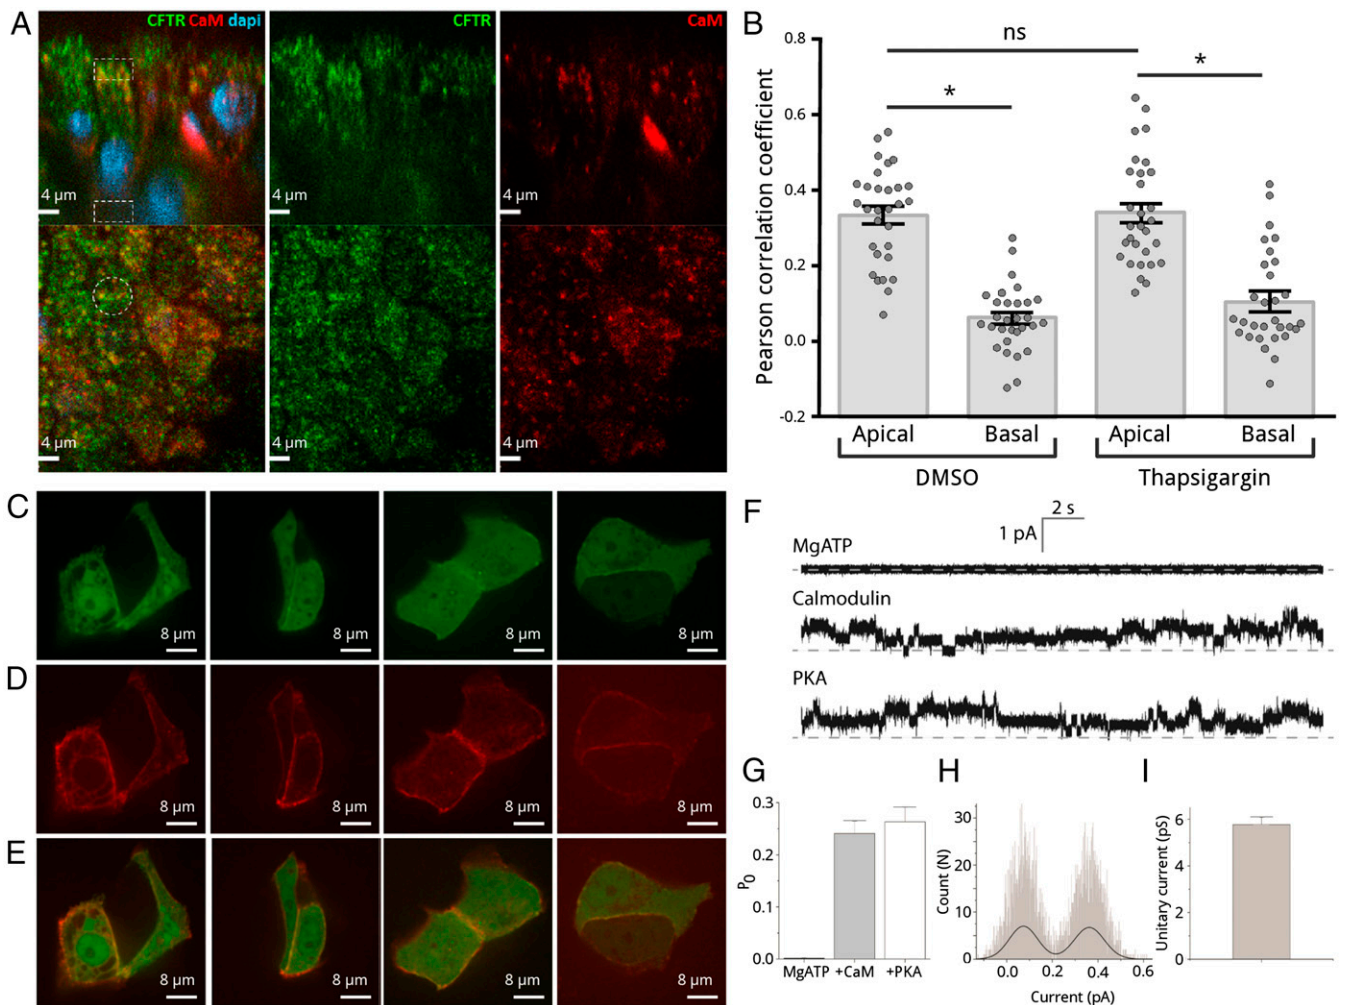 A
CFTR CaM dapi
CFTR
CaM
4 µm
4 µm
4 µm
4 µm
4 µm
4 µm
B
Pearson correlation coefficient
0.8
0.6
0.4
0.2
0.0
-0.2
ns
*
*
Apical
Basal
Apical
Basal
DMSO
Thapsigargin
C
8 µm
8 µm
8 µm
8 µm
D
8 µm
8 µm
8 µm
8 µm
E
8 µm
8 µm
8 µm
8 µm
F
2 s
1 pA
MgATP
Calmodulin
PKA
G
P0
0.3
0.2
0.1
0.0
MgATP +CaM +PKA
H
Count (N)
30
20
10
0
0.0 0.2 0.4 0.6
Current (pA)
I
Unitary current (pS)
6
4
2
0